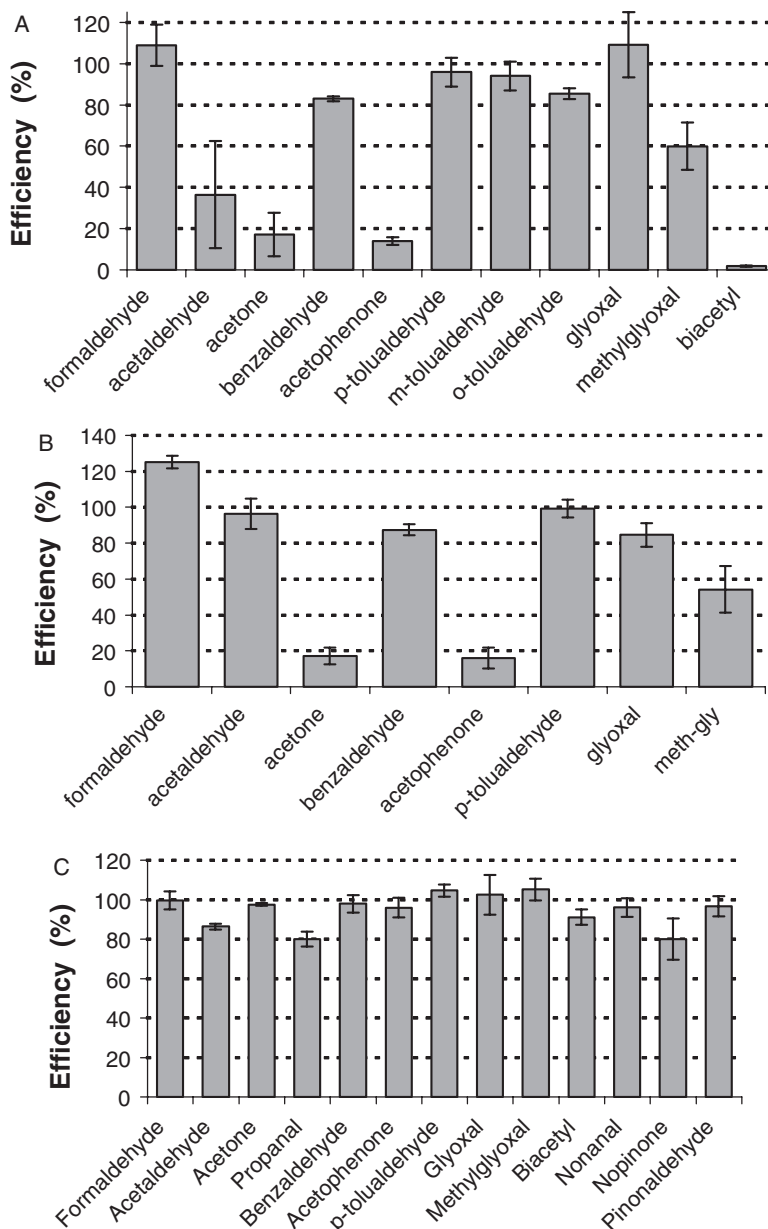 A
Efficiency (%)
120
100
80
60
40
20
0
formaldehyde
acetaldehyde
acetone
benzaldehyde
acetophenone
p-tolualdehyde
m-tolualdehyde
o-tolualdehyde
glyoxal
methylglyoxal
biacetyl
B
Efficiency (%)
140
120
100
80
60
40
20
0
formaldehyde
acetaldehyde
acetone
benzaldehyde
acetophenone
p-tolualdehyde
glyoxal
meth-gly
C
Efficiency (%)
120
100
80
60
40
20
0
Formaldehyde
Acetaldehyde
Acetone
Propanal
Benzaldehyde
Acetophenone
p-tolualdehyde
Glyoxal
Methylglyoxal
Biacetyl
Nonanal
Nopinone
Pinonaldehyde